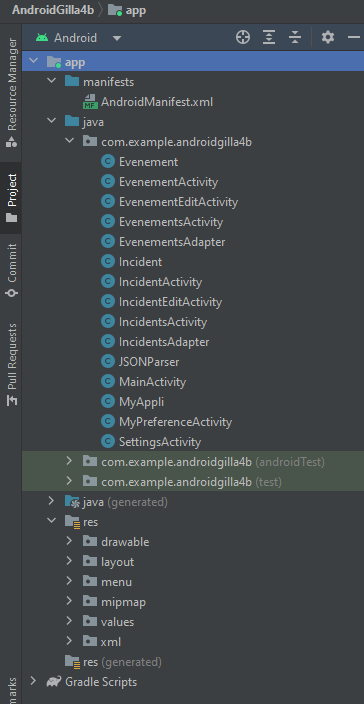 AndroidGilla4b app
Android
app
manifests
AndroidManifest.xml
java
com.example.androidgilla4b
Evenement
EvenementActivity
EvenementEditActivity
EvenementsActivity
EvenementsAdapter
Incident
IncidentActivity
IncidentEditActivity
IncidentsActivity
IncidentsAdapter
JSONParser
MainActivity
MyAppli
MyPreferenceActivity
SettingsActivity
com.example.androidgilla4b (androidTest)
com.example.androidgilla4b (test)
java (generated)
res
drawable
layout
menu
mipmap
values
xml
res (generated)
Gradle Scripts
Resource Manager
Project
Commit
Pull Requests